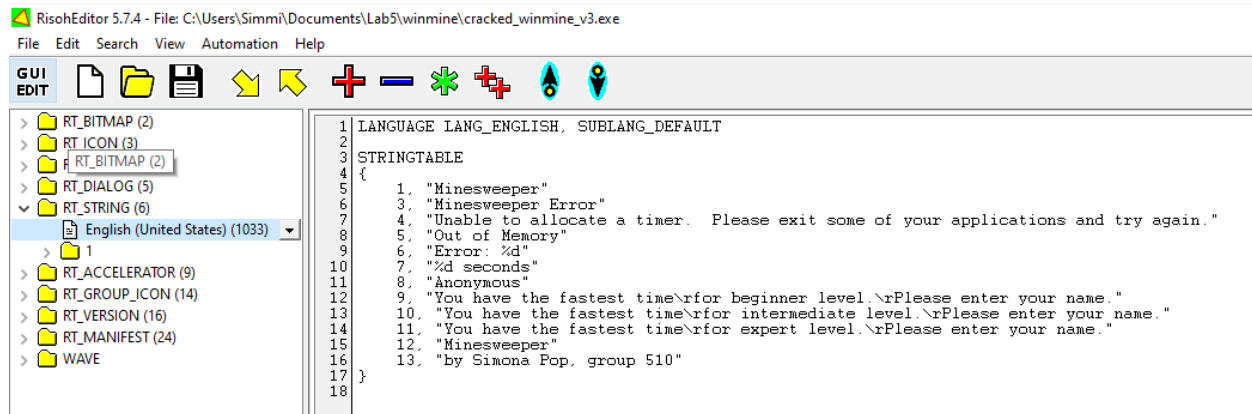 RisohEditor 5.7.4 - File: C:\Users\Simmi\Documents\Lab5\winmine\cracked_winmine_v3.exe
File Edit Search View Automation Help
GUI
EDIT
RT_BITMAP (2)
RT_ICON (3)
RT_BITMAP (2)
RT_DIALOG (5)
RT_STRING (6)
English (United States) (1033)
1
RT_ACCELERATOR (9)
RT_GROUP_ICON (14)
RT_VERSION (16)
RT_MANIFEST (24)
WAVE
1 LANGUAGE LANG_ENGLISH, SUBLANG_DEFAULT
2
3 STRINGTABLE
4 {
5 1, "Minesweeper"
6 3, "Minesweeper Error"
7 4, "Unable to allocate a timer.  Please exit some of your applications and try again."
8 5, "Out of Memory"
9 6, "Error: %d"
10 7, "%d seconds"
11 8, "Anonymous"
12 9, "You have the fastest time\rfor beginner level.\rPlease enter your name."
13 10, "You have the fastest time\rfor intermediate level.\rPlease enter your name."
14 11, "You have the fastest time\rfor expert level.\rPlease enter your name."
15 12, "Minesweeper"
16 13, "by Simona Pop, group 510"
17 }
18